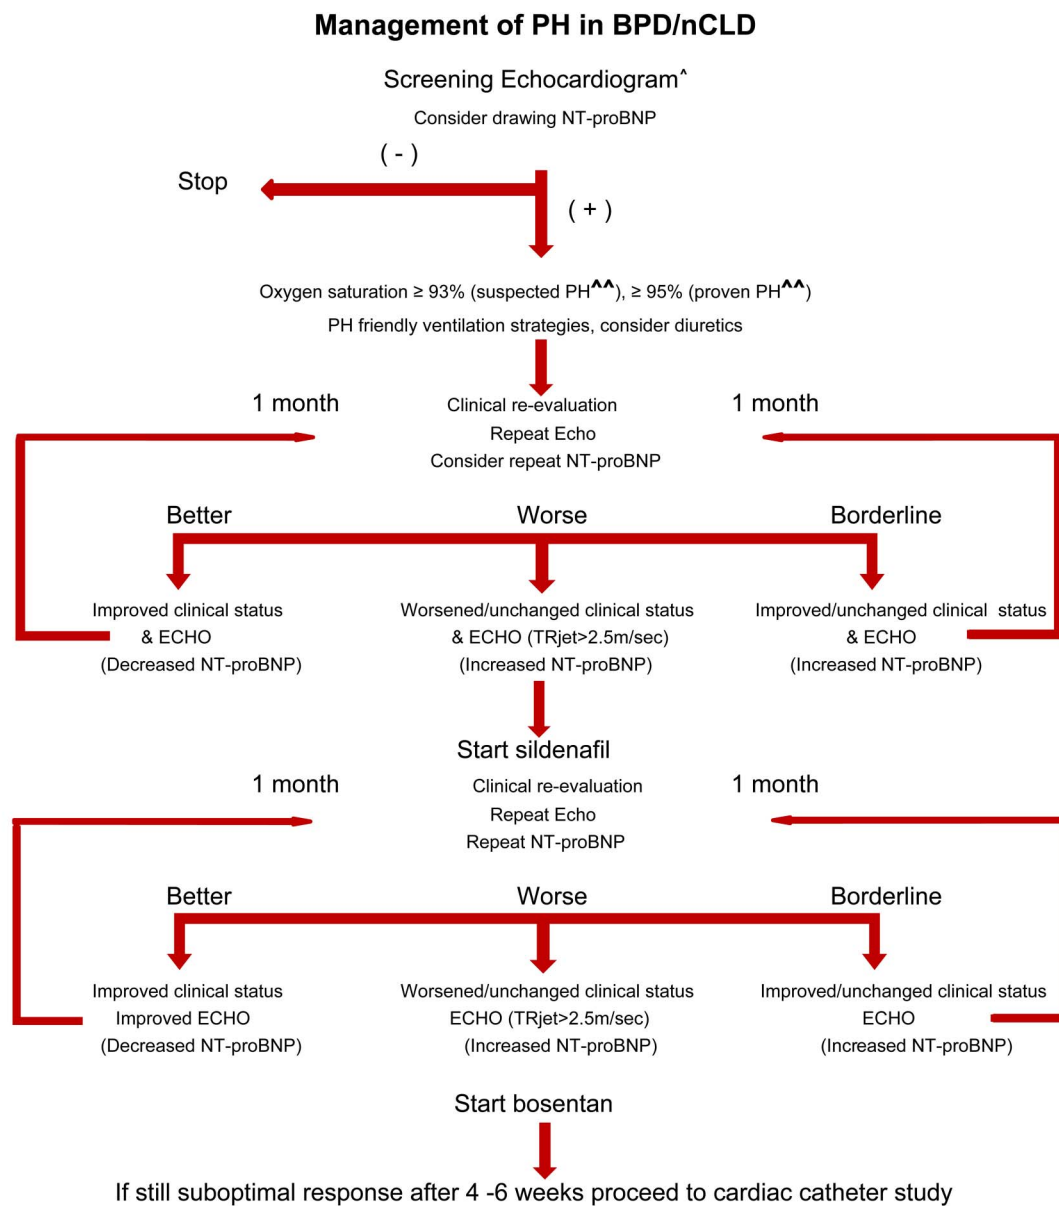 Management of PH in BPD/nCLD
Screening Echocardiogram^
Consider drawing NT-proBNP
( - )
Stop
( + )
Oxygen saturation ≥ 93% (suspected PH^^), ≥ 95% (proven PH^^)
PH friendly ventilation strategies, consider diuretics
1 month
Clinical re-evaluation
1 month
Repeat Echo
Consider repeat NT-proBNP
Better
Worse
Borderline
Improved clinical status
& ECHO
(Decreased NT-proBNP)
Worsened/unchanged clinical status
& ECHO (TRjet>2.5m/sec)
(Increased NT-proBNP)
Improved/unchanged clinical status
& ECHO
(Increased NT-proBNP)
Start sildenafil
1 month
Clinical re-evaluation
1 month
Repeat Echo
Repeat NT-proBNP
Better
Worse
Borderline
Improved clinical status
Improved ECHO
(Decreased NT-proBNP)
Worsened/unchanged clinical status
ECHO (TRjet>2.5m/sec)
(Increased NT-proBNP)
Improved/unchanged clinical status
ECHO
(Increased NT-proBNP)
Start bosentan
If still suboptimal response after 4 -6 weeks proceed to cardiac catheter study